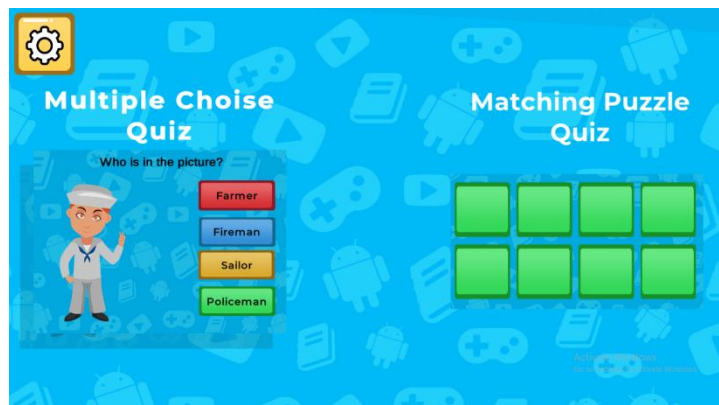 Multiple Choise
Quiz
Who is in the picture?
Farmer
Fireman
Sailor
Policeman
Matching Puzzle
Quiz